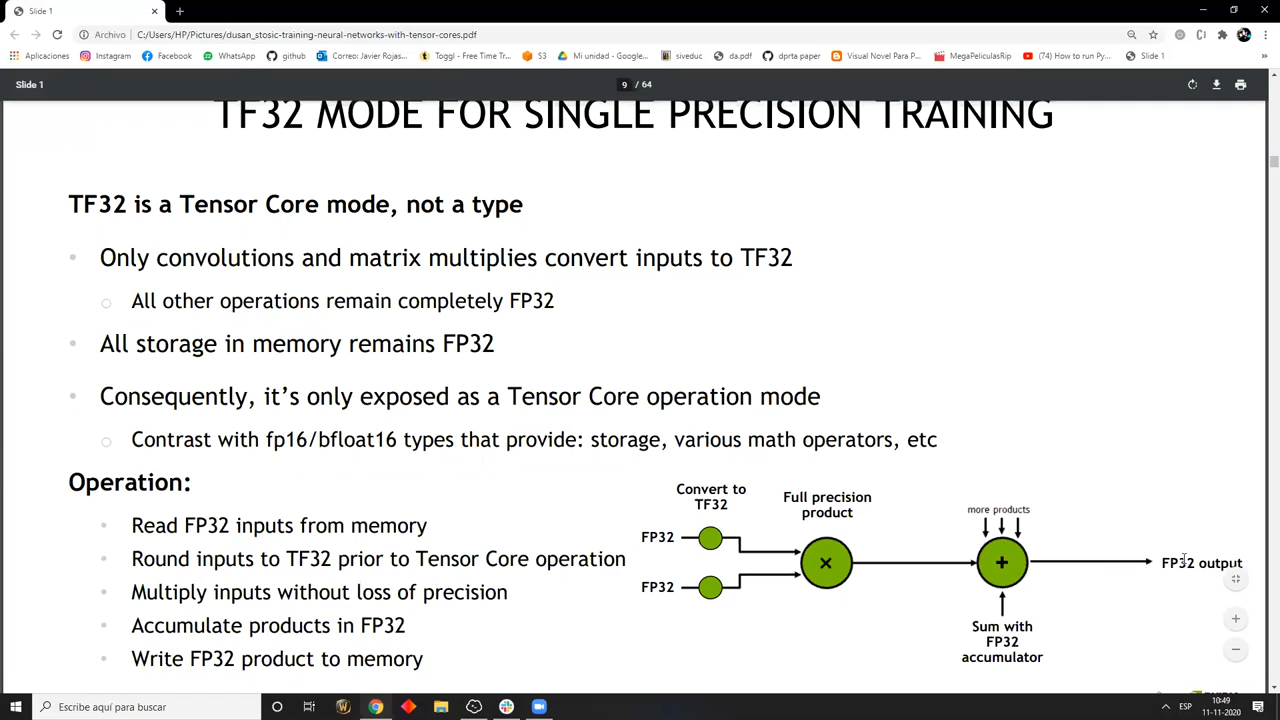 Slide 1
Archivo
C:/Users/HP/Pictures/dusan_stosic-training-neural-networks-with-tensor-cores.pdf
Aplicaciones
Instagram
Facebook
WhatsApp
github
Correo: Javier Rojas...
Toggl - Free Time Tr...
S3
Mi unidad - Google...
siveduc
da.pdf
dprta paper
Visual Novel Para P...
MegaPeliculasRip
(74) How to run Py...
Slide 1
Slide 1
9 / 64
TF32 MODE FOR SINGLE PRECISION TRAINING
TF32 is a Tensor Core mode, not a type
Only convolutions and matrix multiplies convert inputs to TF32
All other operations remain completely FP32
All storage in memory remains FP32
Consequently, it's only exposed as a Tensor Core operation mode
Contrast with fp16/bfloat16 types that provide: storage, various math operators, etc
Operation:
Read FP32 inputs from memory
Round inputs to TF32 prior to Tensor Core operation
Multiply inputs without loss of precision
Accumulate products in FP32
Write FP32 product to memory
Convert to
TF32
Full precision
product
more products
FP32
FP32
×
+
FP32 output
Sum with
FP32
accumulator
Escribe aquí para buscar
ESP
10:49
11-11-2020